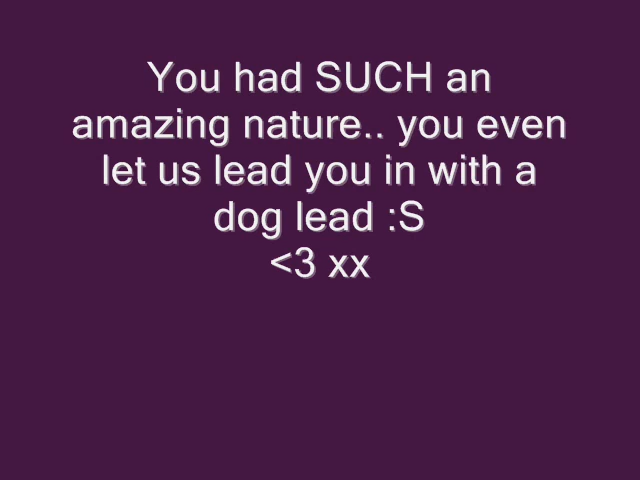 You had SUCH an
amazing nature.. you even
let us lead you in with a
dog lead :S
<3 xx